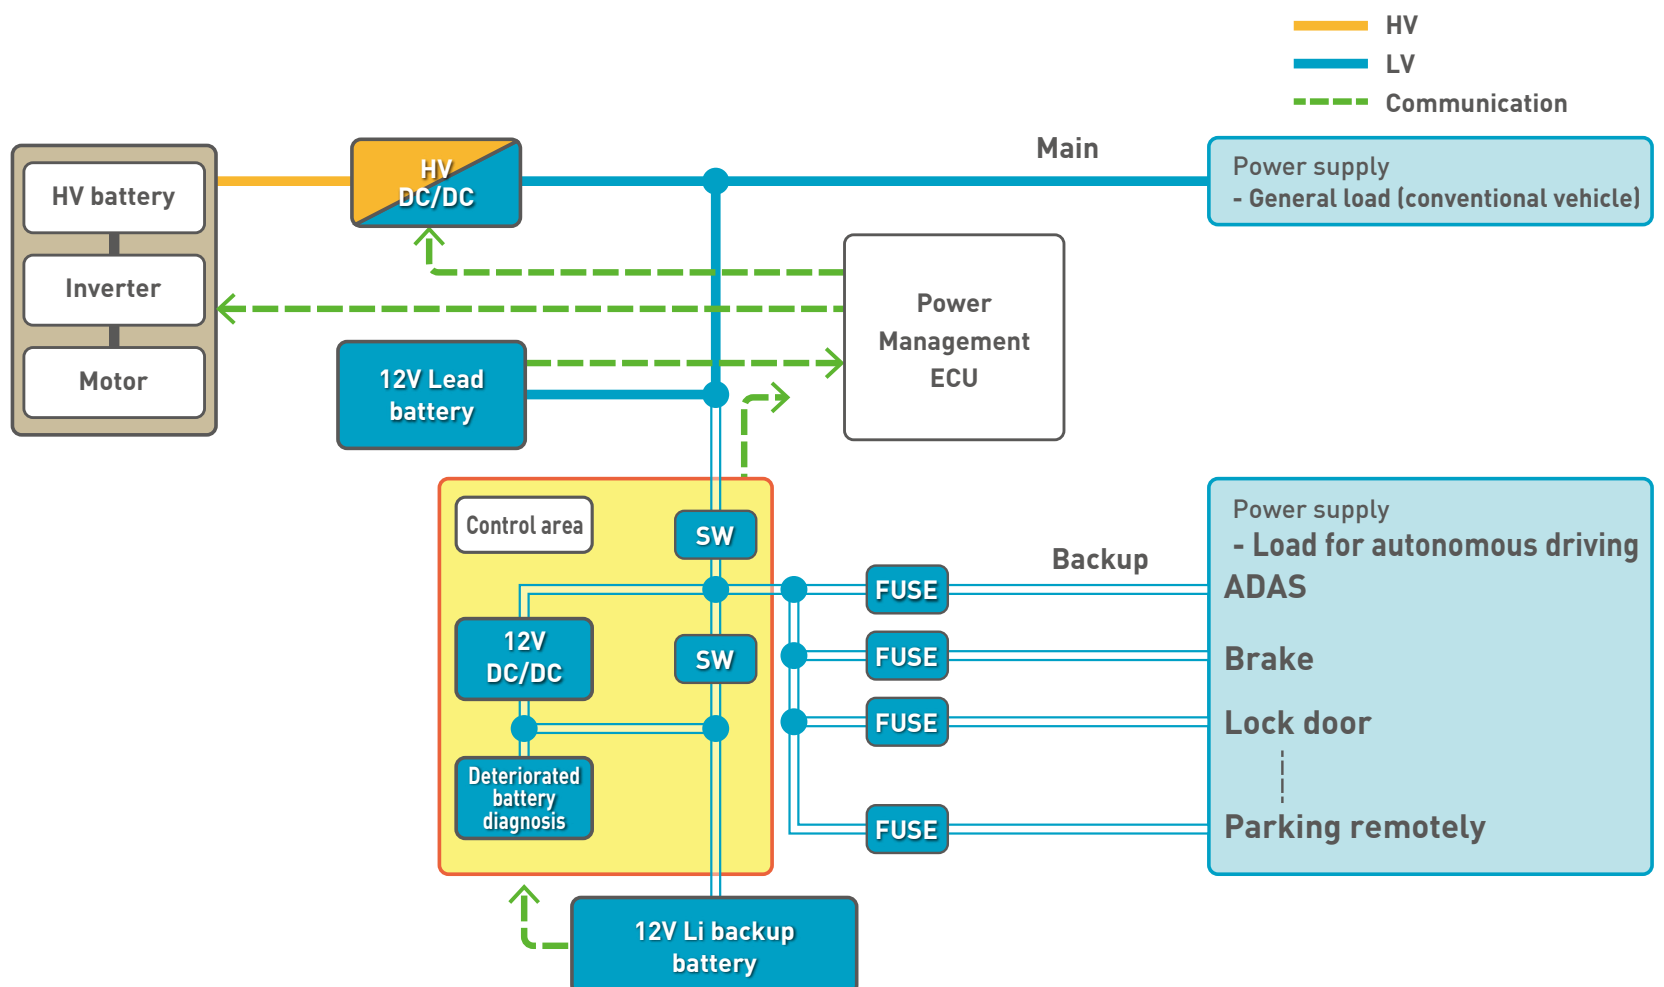 HV
LV
Communication
Main
Power supply
- General load (conventional vehicle)
HV
DC/DC
HV battery
Inverter
Motor
Power
Management
ECU
12V Lead
battery
Control area
SW
12V
DC/DC
SW
Deteriorated
battery
diagnosis
12V Li backup
battery
Backup
FUSE
FUSE
FUSE
FUSE
Power supply
- Load for autonomous driving
ADAS
Brake
Lock door
Parking remotely